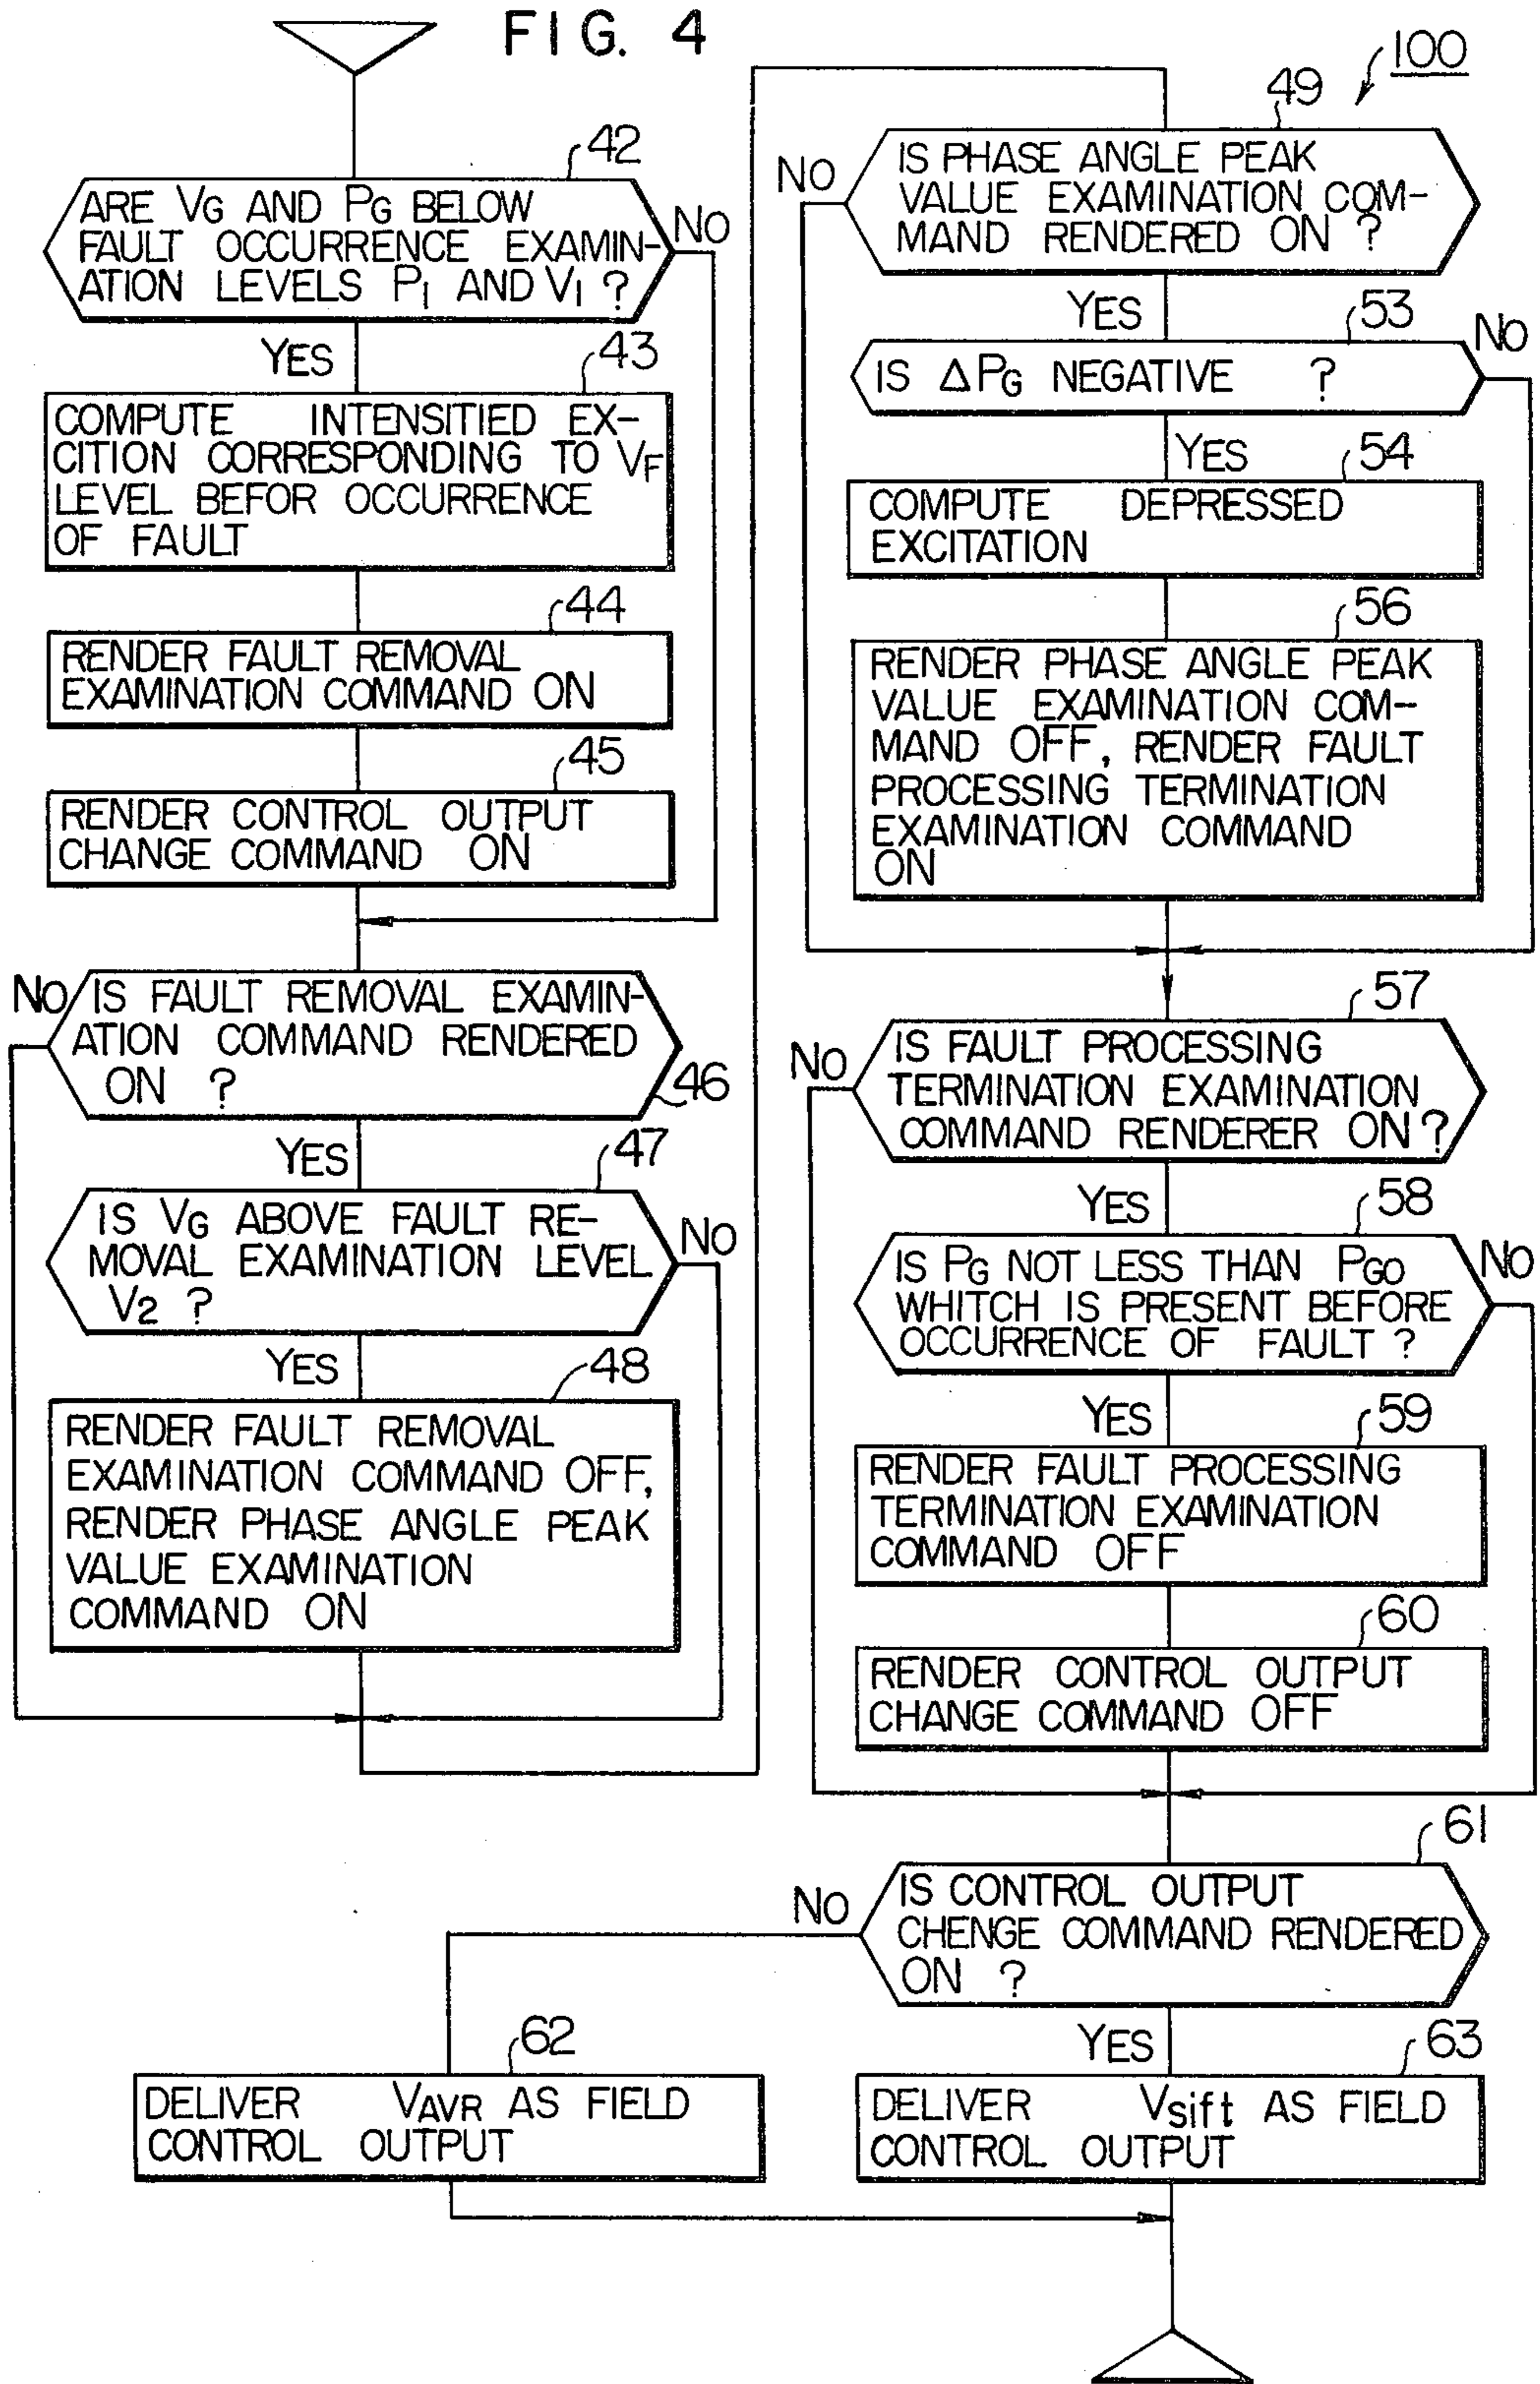 FIG. 4
100
42
ARE VG AND PG BELOW
FAULT OCCURRENCE EXAMIN-
ATION LEVELS P1 AND V1 ?
NO
YES
43
COMPUTE INTENSITIED EX-
CITION CORRESPONDING TO VF
LEVEL BEFOR OCCURRENCE
OF FAULT
44
RENDER FAULT REMOVAL
EXAMINATION COMMAND ON
45
RENDER CONTROL OUTPUT
CHANGE COMMAND ON
NO
IS FAULT REMOVAL EXAMIN-
ATION COMMAND RENDERED
ON ?
46
YES
47
IS VG ABOVE FAULT RE-
MOVAL EXAMINATION LEVEL
V2 ?
NO
YES
48
RENDER FAULT REMOVAL
EXAMINATION COMMAND OFF,
RENDER PHASE ANGLE PEAK
VALUE EXAMINATION
COMMAND ON
49
NO
IS PHASE ANGLE PEAK
VALUE EXAMINATION COM-
MAND RENDERED ON ?
YES
53
IS ΔPG NEGATIVE ?
NO
YES
54
COMPUTE DEPRESSED
EXCITATION
56
RENDER PHASE ANGLE PEAK
VALUE EXAMINATION COM-
MAND OFF, RENDER FAULT
PROCESSING TERMINATION
EXAMINATION COMMAND
ON
57
NO
IS FAULT PROCESSING
TERMINATION EXAMINATION
COMMAND RENDERER ON ?
YES
58
IS PG NOT LESS THAN PGO
WHITCH IS PRESENT BEFORE
OCCURRENCE OF FAULT ?
NO
YES
59
RENDER FAULT PROCESSING
TERMINATION EXAMINATION
COMMAND OFF
60
RENDER CONTROL OUTPUT
CHANGE COMMAND OFF
61
NO
IS CONTROL OUTPUT
CHENGE COMMAND RENDERED
ON ?
YES
62
DELIVER VAVR AS FIELD
CONTROL OUTPUT
63
DELIVER Vsift AS FIELD
CONTROL OUTPUT